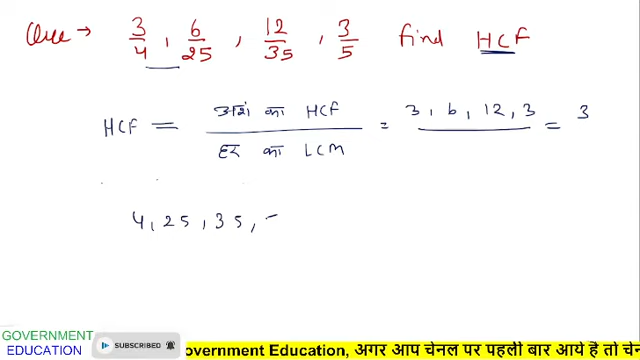 Que → 3/4, 6/25, 12/35, 3/5 find HCF
HCF = अंश का HCF / हर का LCM = 3, 6, 12, 3 = 3
4, 25, 35,
GOVERNMENT
EDUCATION
SUBSCRIBED
overnment Education, अगर आप चेनल पर पहली बार आये है तो चेन